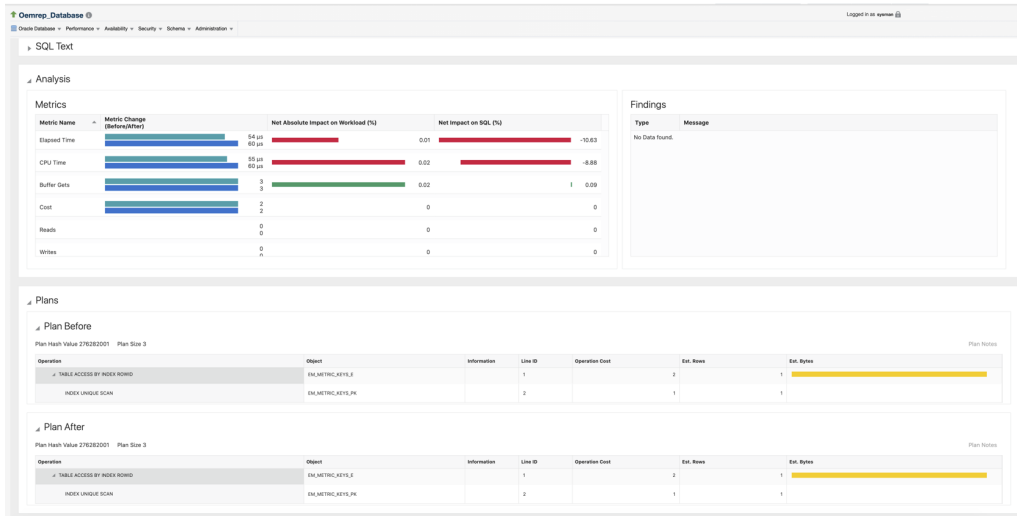 Oemrep_Database
Logged in as sysman
Oracle Database Performance Availability Security Schema Administration
SQL Text
Analysis
Metrics
Metric Name Metric Change (Before/After) Net Absolute Impact on Workload (%) Net Impact on SQL (%)
Elapsed Time 54 µs 60 µs 0.01 -10.63
CPU Time 55 µs 60 µs 0.02 -8.88
Buffer Gets 3 3 0.02 0.09
Cost 2 2 0 0
Reads 0 0 0 0
Writes 0 0 0 0
Findings
Type Message
No Data found.
Plans
Plan Before
Plan Hash Value 276282001 Plan Size 3 Plan Notes
Operation Object Information Line ID Operation Cost Est. Rows Est. Bytes
TABLE ACCESS BY INDEX ROWID EM_METRIC_KEYS_E 1 2 1
INDEX UNIQUE SCAN EM_METRIC_KEYS_PK 2 1 1
Plan After
Plan Hash Value 276282001 Plan Size 3 Plan Notes
Operation Object Information Line ID Operation Cost Est. Rows Est. Bytes
TABLE ACCESS BY INDEX ROWID EM_METRIC_KEYS_E 1 2 1
INDEX UNIQUE SCAN EM_METRIC_KEYS_PK 2 1 1